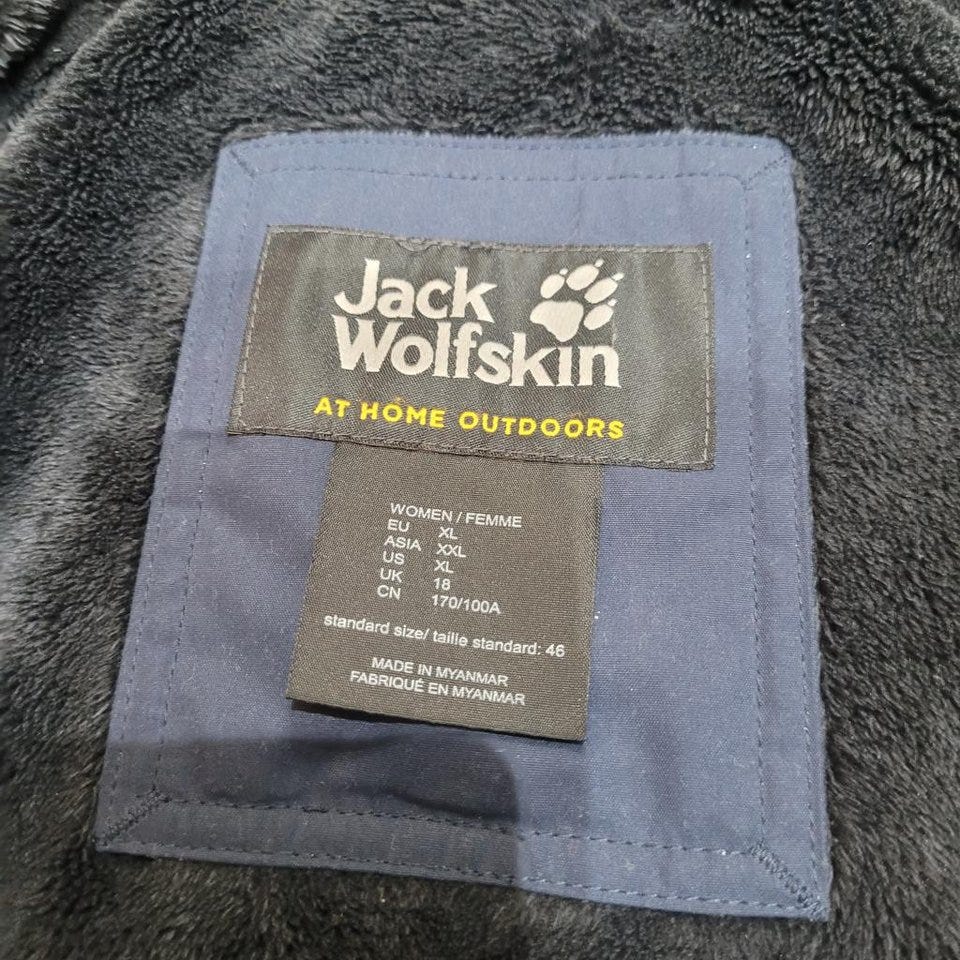 Jack
Wolfskin
AT HOME OUTDOORS
WOMEN / FEMME
EU XL
ASIA XXL
US XL
UK 18
CN 170/100A
standard size/ taille standard: 46
MADE IN MYANMAR
FABRIQUÉ EN MYANMAR